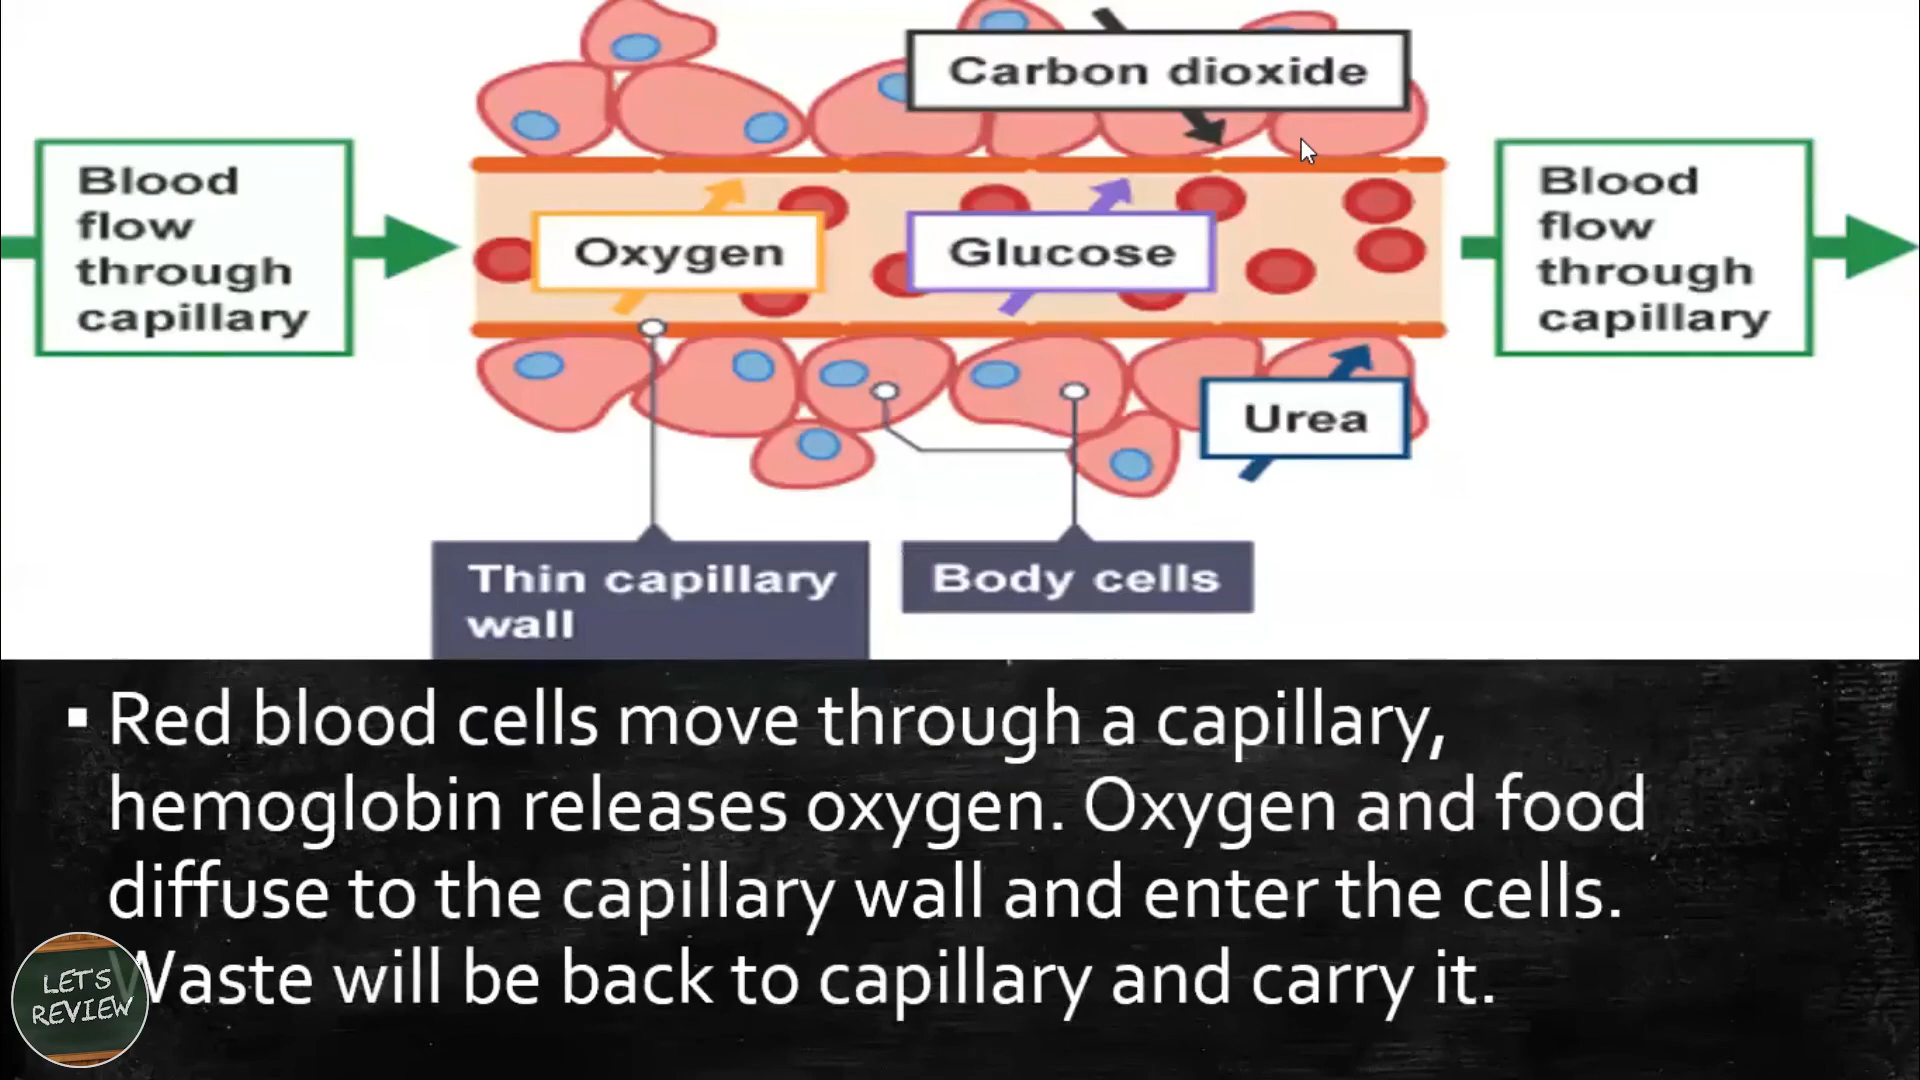 Carbon dioxide
Blood
flow
through
capillary
Oxygen
Glucose
Blood
flow
through
capillary
Urea
Thin capillary
wall
Body cells
▪ Red blood cells move through a capillary,
hemoglobin releases oxygen. Oxygen and food
diffuse to the capillary wall and enter the cells.
Waste will be back to capillary and carry it.
LET'S
REVIEW